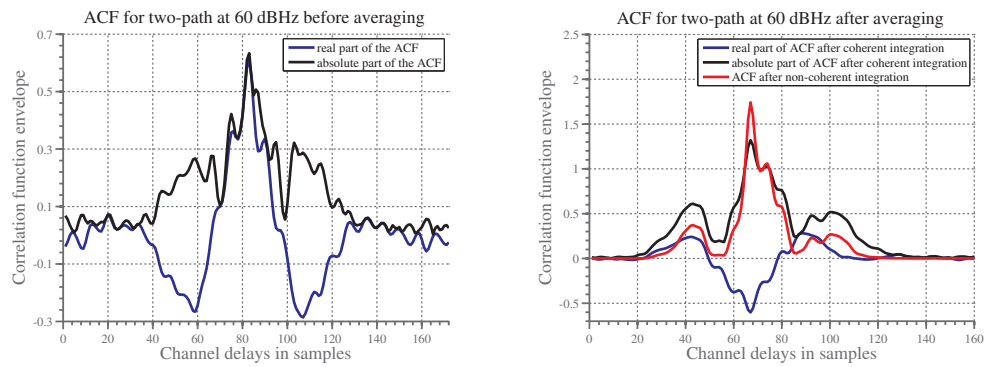 ACF for two-path at 60 dBHz before averaging
0.7
0.5
0.3
0.1
-0.1
-0.3
Correlation function envelope
real part of the ACF
absolute part of the ACF
0 20 40 60 80 100 120 140 160
Channel delays in samples
ACF for two-path at 60 dBHz after averaging
2.5
2
1.5
1
0.5
0
-0.5
Correlation function envelope
real part of ACF after coherent integration
absolute part of ACF after coherent integration
ACF after non-coherent integration
0 20 40 60 80 100 120 140 160
Channel delays in samples